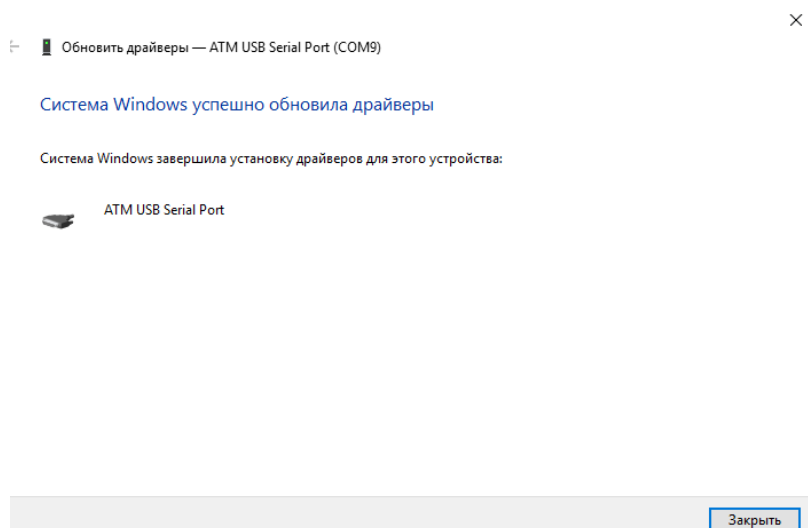 Обновить драйверы — ATM USB Serial Port (COM9)
Система Windows успешно обновила драйверы
Система Windows завершила установку драйверов для этого устройства:
ATM USB Serial Port
Закрыть